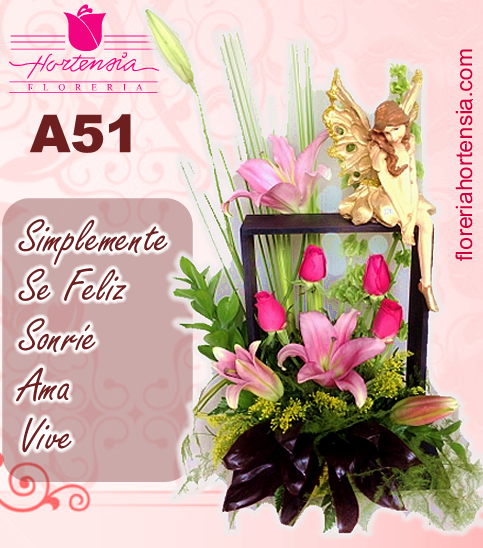 Hortensia
FLORERIA
A51
Simplemente
Se Feliz
Sonríe
Ama
Vive
floreriahortensia.com